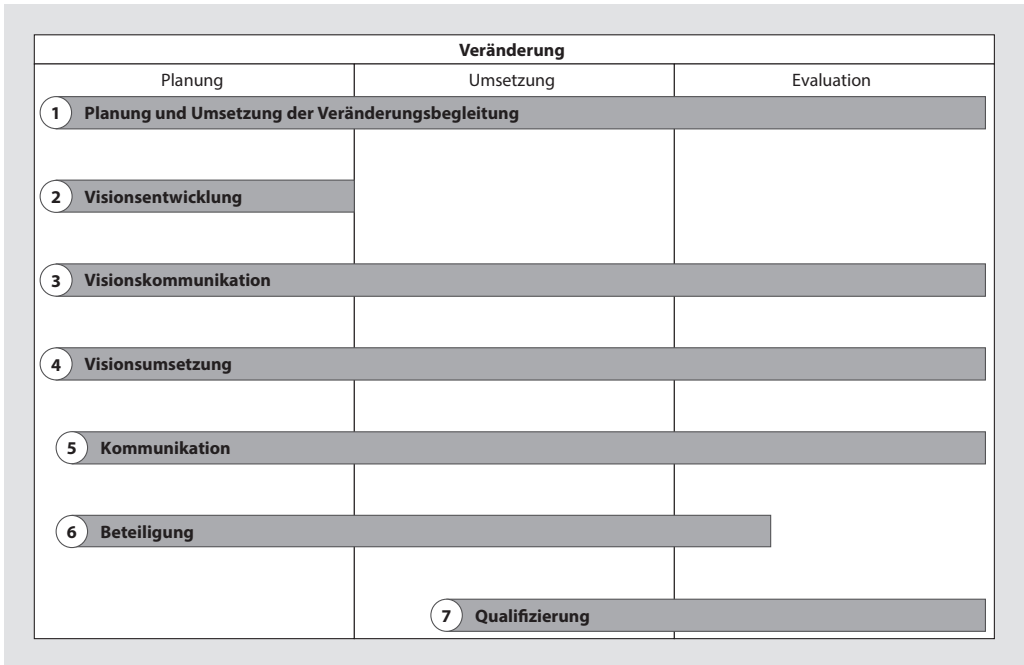 Veränderung
Planung Umsetzung Evaluation
1 Planung und Umsetzung der Veränderungsbegleitung
2 Visionsentwicklung
3 Visionskommunikation
4 Visionsumsetzung
5 Kommunikation
6 Beteiligung
7 Qualifizierung